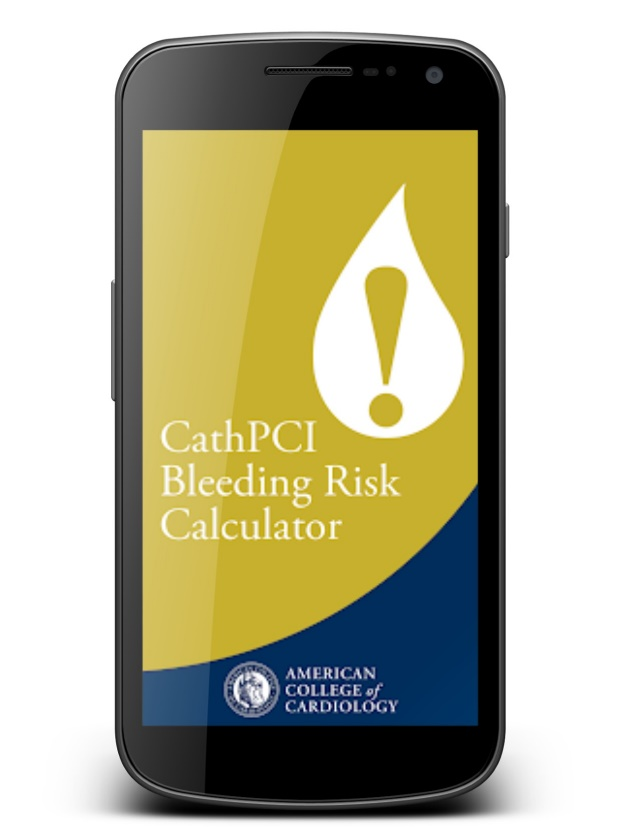 CathPCI
Bleeding Risk
Calculator
AMERICAN
COLLEGE of
CARDIOLOGY